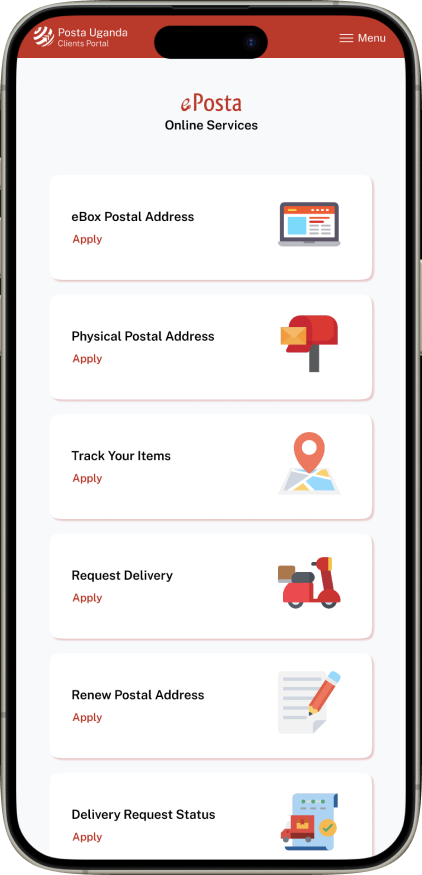 Posta Uganda
Clients Portal
Menu
ePosta
Online Services
eBox Postal Address
Apply
Physical Postal Address
Apply
Track Your Items
Apply
Request Delivery
Apply
Renew Postal Address
Apply
Delivery Request Status
Apply